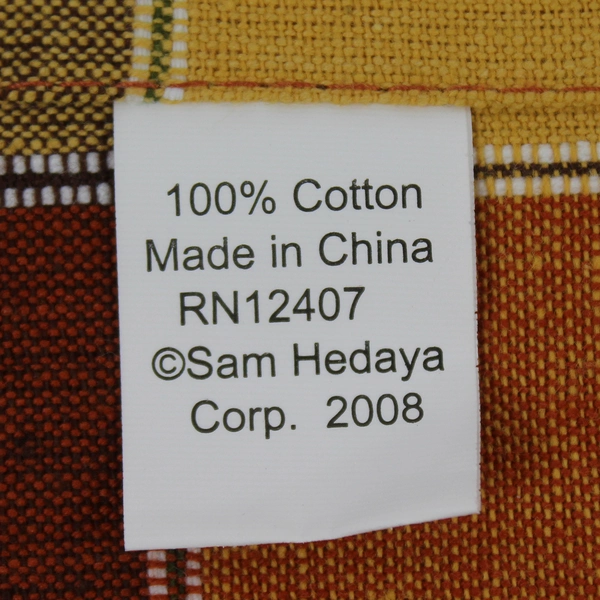 100% Cotton
Made in China
RN12407
©Sam Hedaya
Corp. 2008